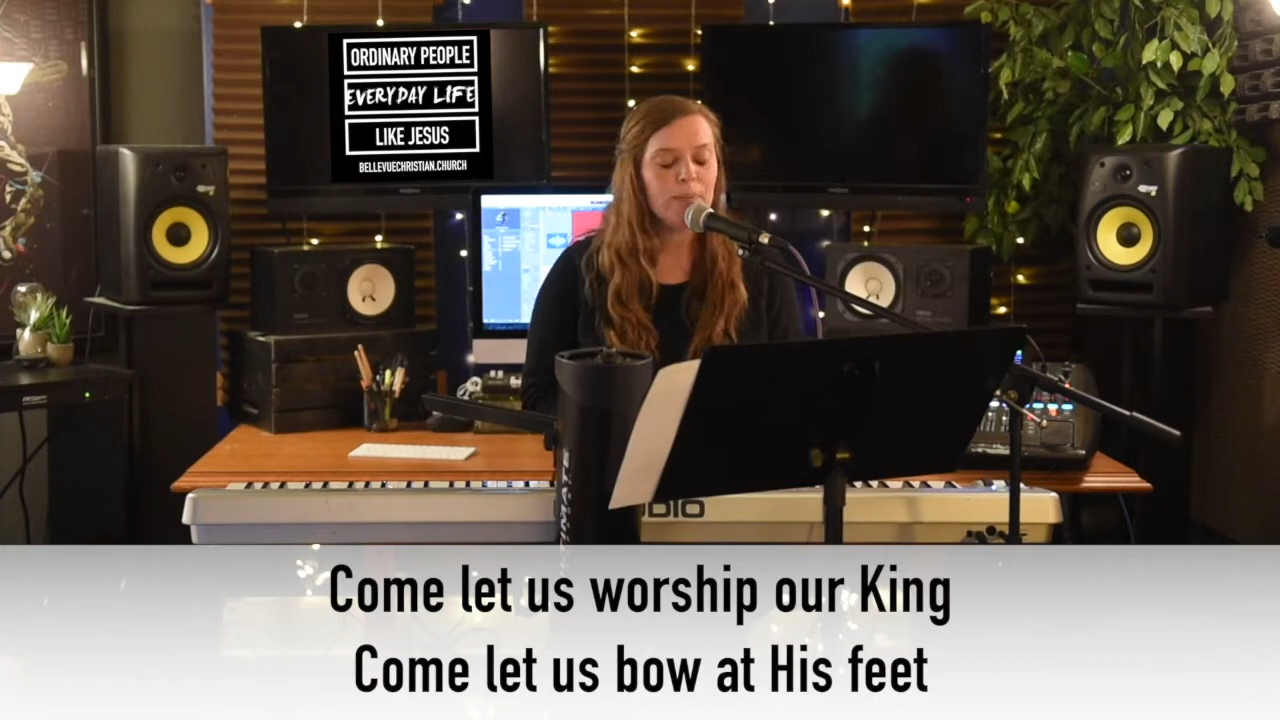 ORDINARY PEOPLE
EVERYDAY LIFE
LIKE JESUS
BELLEVUECHRISTIAN.CHURCH
Come let us worship our King
Come let us bow at His feet